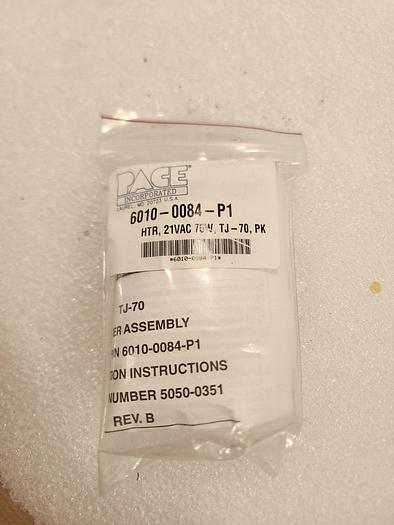 PACE
INCORPORATED
LAUREL, MD 20723 U.S.A.
6010-0084-P1
HTR, 21VAC 75W, TJ-70, PK
*6010-0084-P1*
TJ-70
ER ASSEMBLY
N 6010-0084-P1
ION INSTRUCTIONS
NUMBER 5050-0351
REV. B